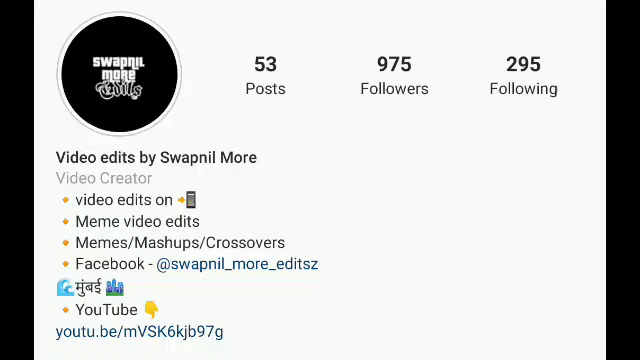 SWAPNIL
MORE
Edits
53
Posts
975
Followers
295
Following
Video edits by Swapnil More
Video Creator
🔸video edits on 📲
🔸Meme video edits
🔸Memes/Mashups/Crossovers
🔸Facebook - @swapnil_more_editsz
🌊मुंबई 🏙
🔸YouTube 👇
youtu.be/mVSK6kjb97g